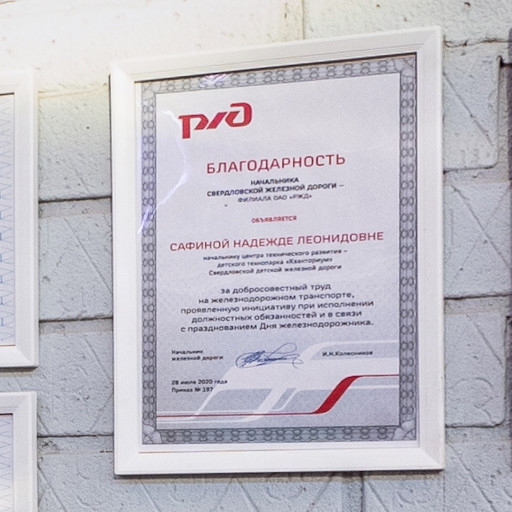 ржд
БЛАГОДАРНОСТЬ
НАЧАЛЬНИКА
СВЕРДЛОВСКОЙ ЖЕЛЕЗНОЙ ДОРОГИ –
ФИЛИАЛА ОАО «РЖД»
ОБЪЯВЛЯЕТСЯ
САФИНОЙ НАДЕЖДЕ ЛЕОНИДОВНЕ
начальнику центра технического развития –
детского технопарка «Кванториум»
Свердловской детской железной дороги
за добросовестный труд
на железнодорожном транспорте,
проявленную инициативу при исполнении
должностных обязанностей и в связи
с празднованием Дня железнодорожника.
Начальник
железной дороги
И.Н.Колесников
28 июля 2020 года
Приказ № 197